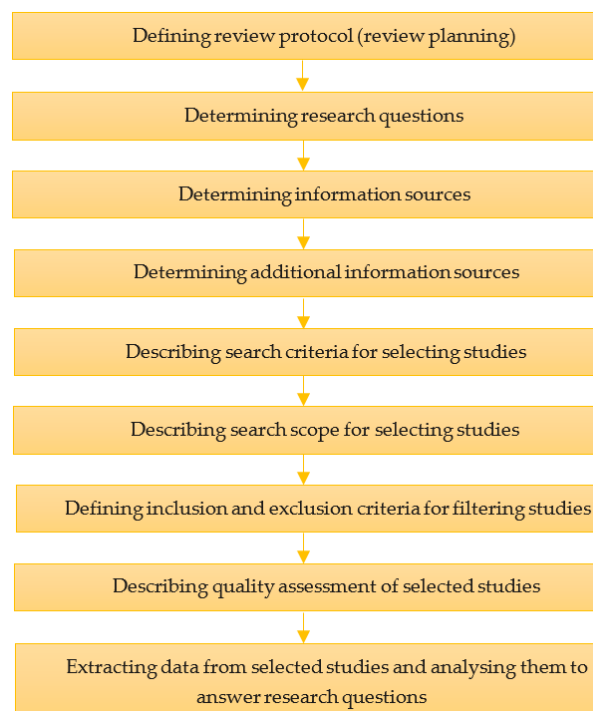 Defining review protocol (review planning)
Determining research questions
Determining information sources
Determining additional information sources
Describing search criteria for selecting studies
Describing search scope for selecting studies
Defining inclusion and exclusion criteria for filtering studies
Describing quality assessment of selected studies
Extracting data from selected studies and analysing them to
answer research questions